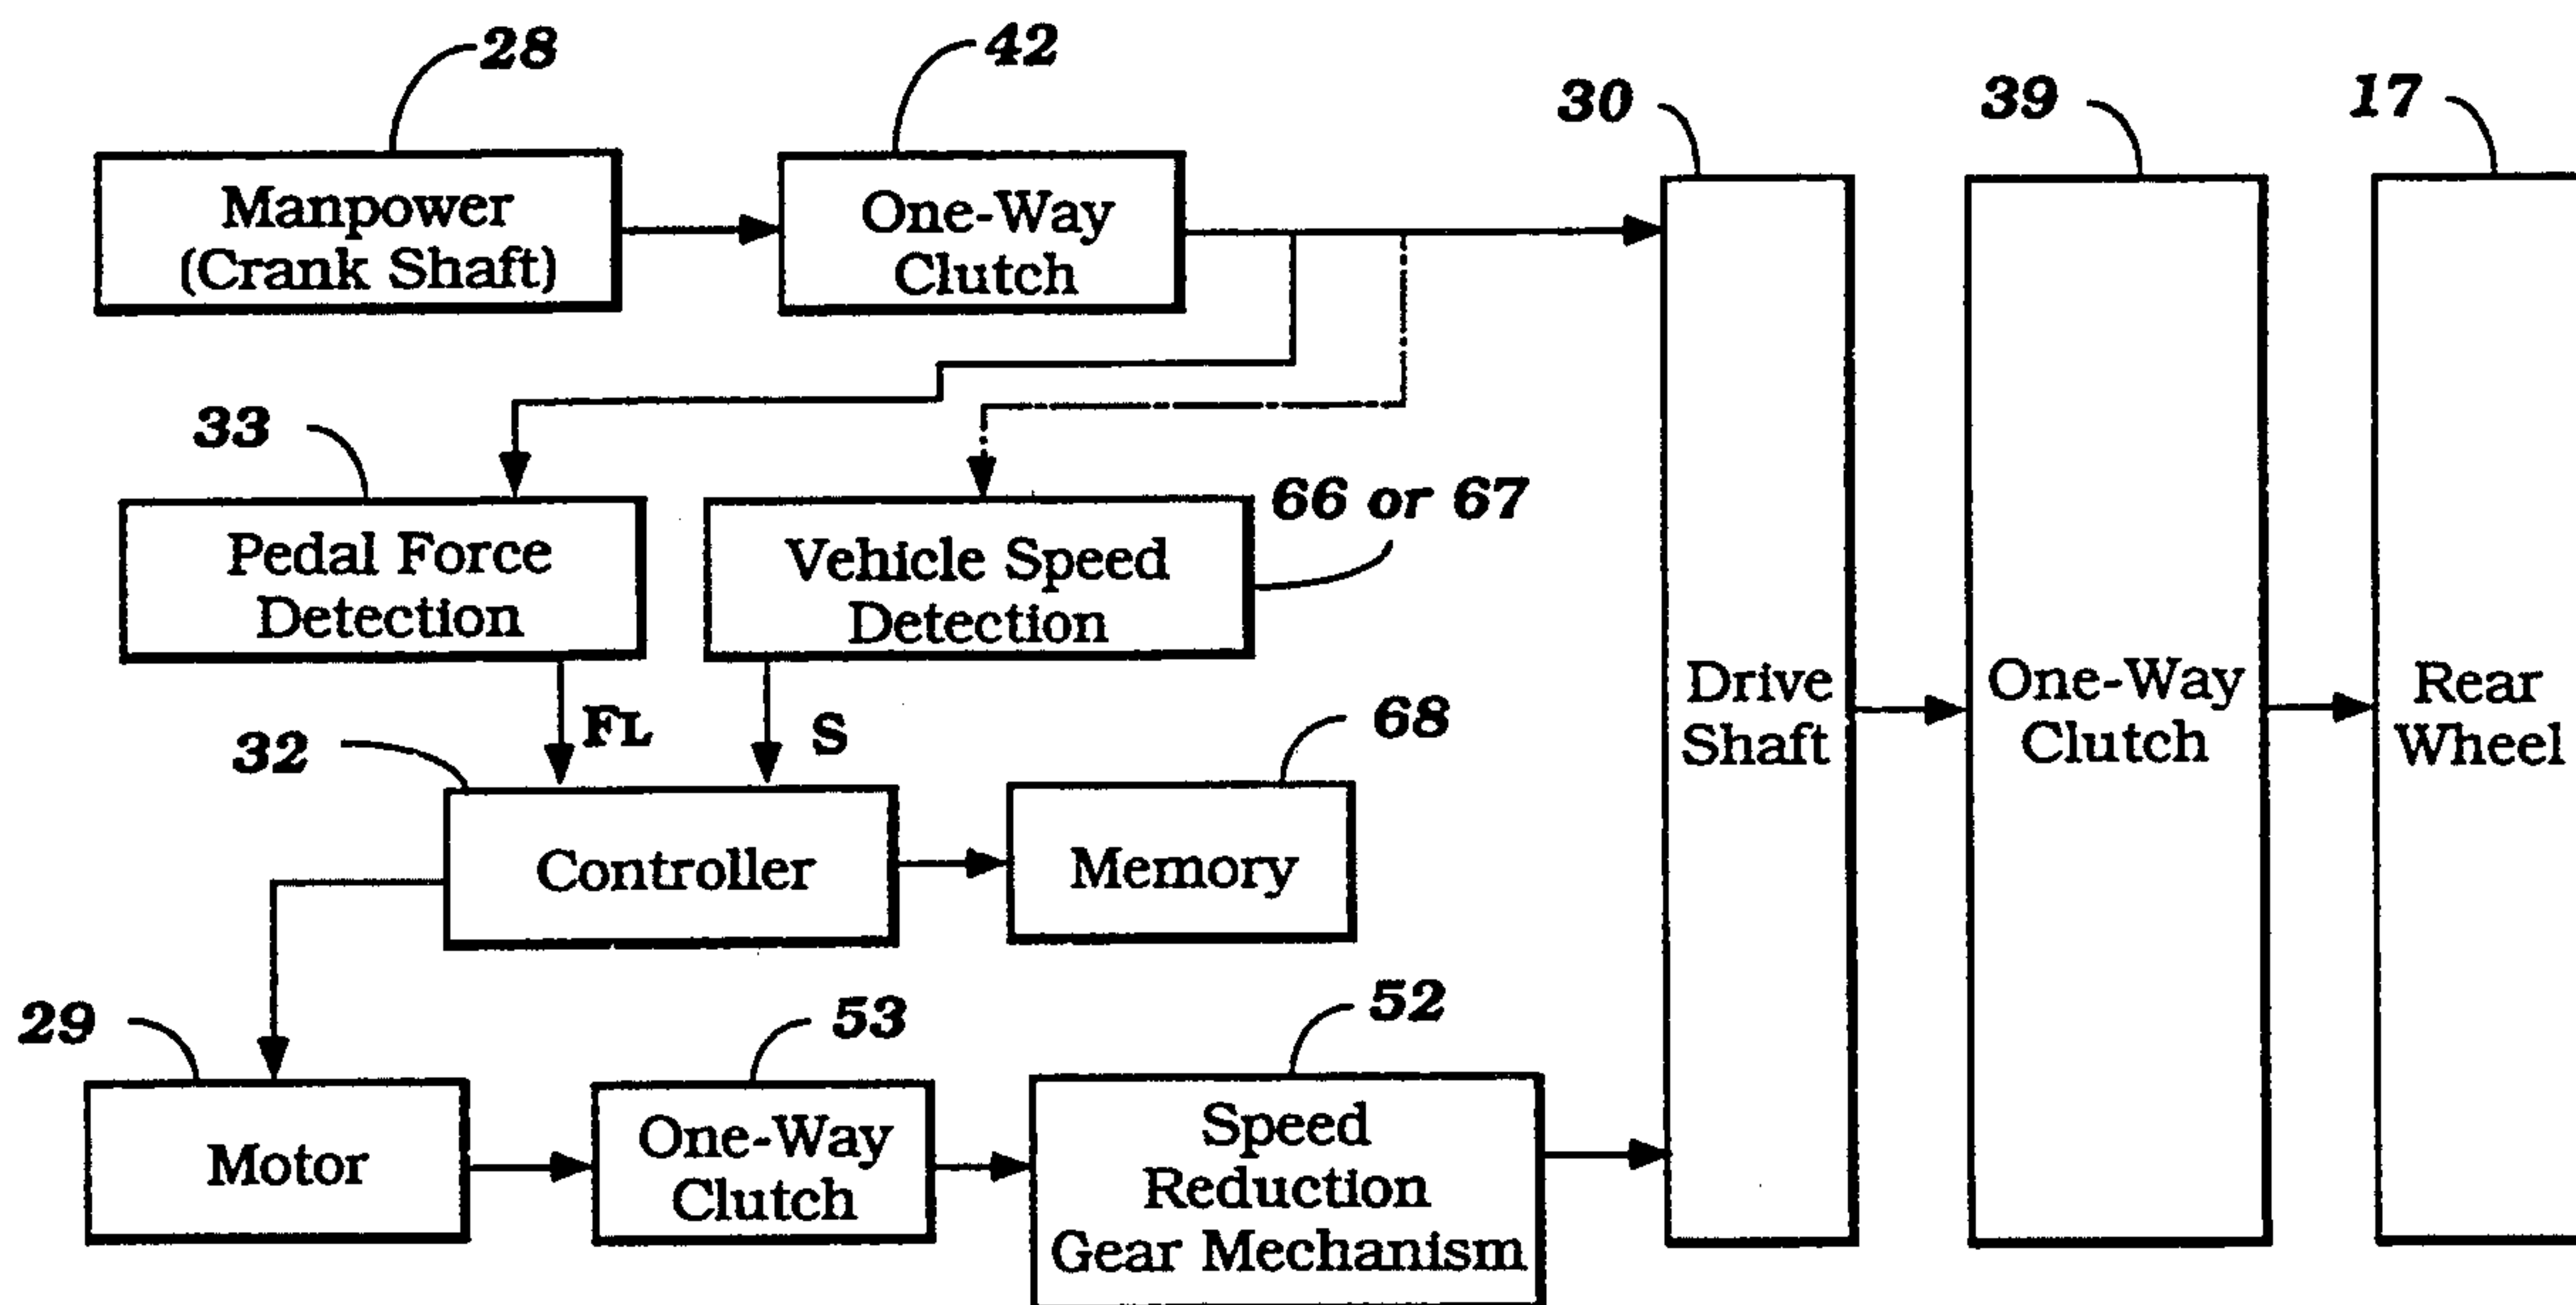 28
42
30
39
17
Manpower
(Crank Shaft)
One-Way
Clutch
33
66 or 67
Pedal Force
Detection
Vehicle Speed
Detection
Drive
Shaft
One-Way
Clutch
Rear
Wheel
FL
S
32
68
Controller
Memory
29
53
52
Motor
One-Way
Clutch
Speed
Reduction
Gear Mechanism